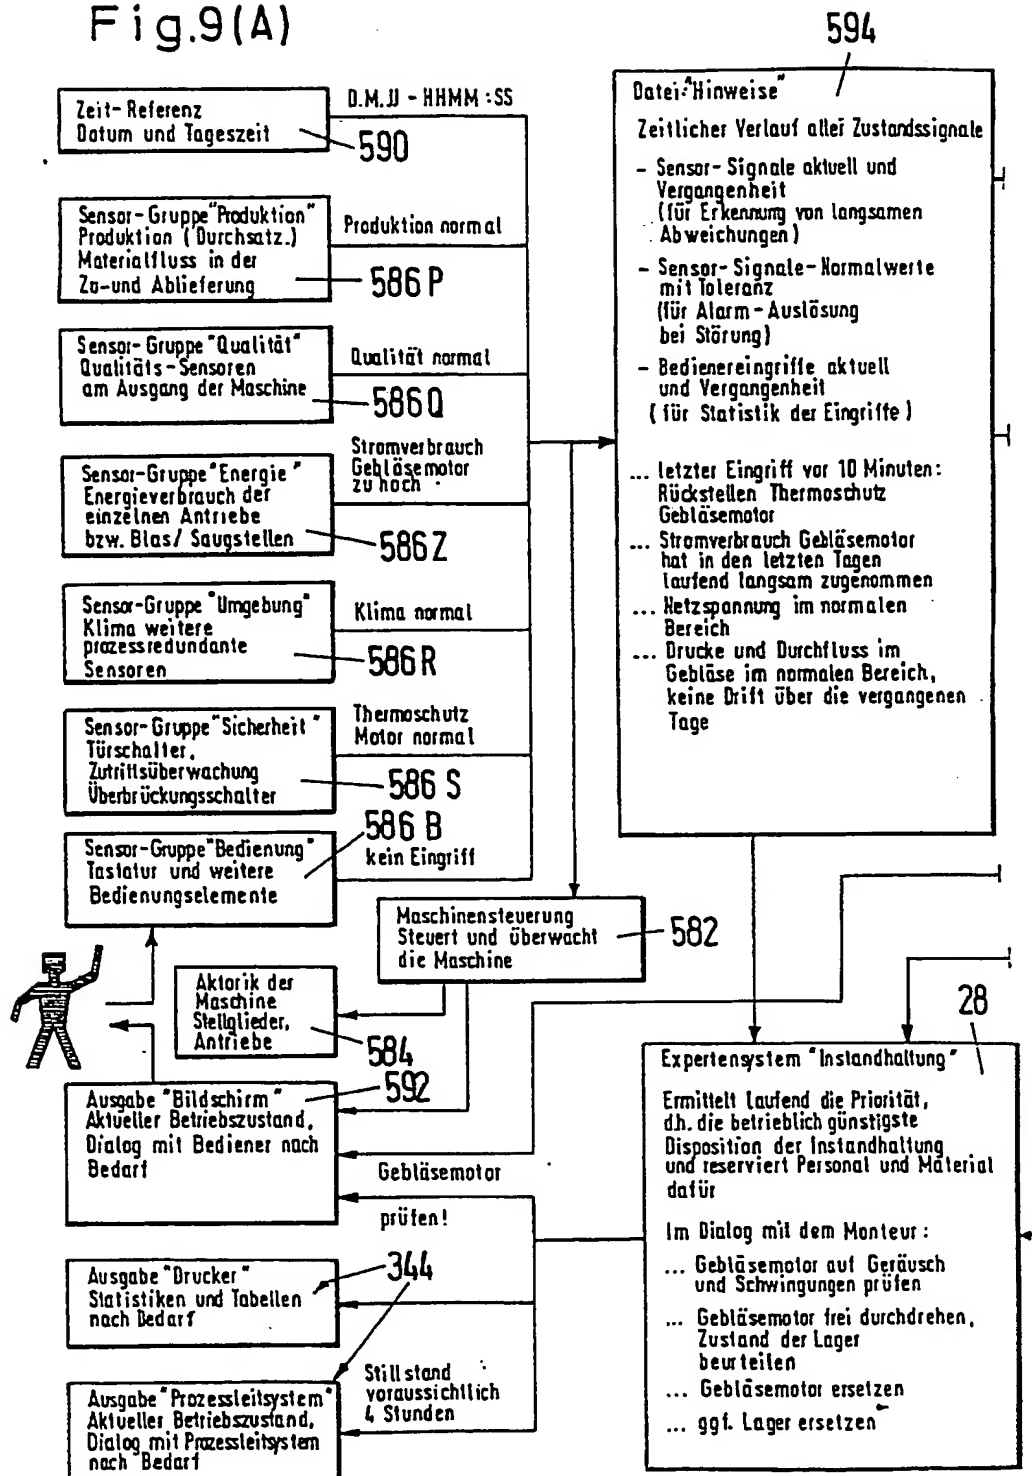 Fig.9(A)
Zeit-Referenz
Datum und Tageszeit
590
D.M.JJ - HHMM :SS
Sensor-Gruppe "Produktion"
Produktion (Durchsatz.)
Materialfluss in der
Zo-und Ablieferung
586 P
Produktion normal
Sensor-Gruppe "Qualität"
Qualitäts-Sensoren
am Ausgang der Maschine
586 Q
Qualität normal
Sensor-Gruppe "Energie"
Energieverbrauch der
einzelnen Antriebe
bzw. Blas/ Saugstellen
586 Z
Stromverbrauch
Gebläsemotor
zu hoch
Sensor-Gruppe "Umgebung"
Klima weitere
prozessredundante
Sensoren
586 R
Klima normal
Sensor-Gruppe "Sicherheit"
Türschalter,
Zutrittsüberwachung
Überbrückungsschalter
586 S
Thermoschutz
Motor normal
Sensor-Gruppe "Bedienung"
Tastatur und weitere
Bedienungselemente
586 B
kein Eingriff
594
Datei "Hinweise"
Zeitlicher Verlauf aller Zustandssignale
- Sensor-Signale aktuell und
Vergangenheit
(für Erkennung von langsamen
Abweichungen)
- Sensor-Signale-Normalwerte
mit Toleranz
(für Alarm-Auslösung
bei Störung)
- Bedienereingriffe aktuell
und Vergangenheit
(für Statistik der Eingriffe)
... letzter Eingriff vor 10 Minuten:
Rückstellen Thermoschutz
Gebläsemotor
... Stromverbrauch Gebläsemotor
hat in den letzten Tagen
laufend langsam zugenommen
... Netzspannung im normalen
Bereich
... Drucke und Durchfluss im
Gebläse im normalen Bereich,
keine Drift über die vergangenen
Tage
Maschinensteuerung
Steuert und überwacht
die Maschine
582
Aktorik der
Maschine
Stellglieder,
Antriebe
584
Ausgabe "Bildschirm"
Aktueller Betriebszustand,
Dialog mit Bediener nach
Bedarf
592
Gebläsemotor
prüfen!
Ausgabe "Drucker"
Statistiken und Tabellen
nach Bedarf
344
Ausgabe "Prozessleitsystem"
Aktueller Betriebszustand,
Dialog mit Prozessleitsystem
nach Bedarf
Stillstand
voraussichtlich
4 Stunden
28
Expertensystem "Instandhaltung"
Ermittelt laufend die Priorität,
d.h. die betrieblich günstigste
Disposition der Instandhaltung
und reserviert Personal und Material
dafür
Im Dialog mit dem Monteur :
... Gebläsemotor auf Geräusch
und Schwingungen prüfen
... Gebläsemotor frei durchdrehen,
Zustand der Lager
beurteilen
... Gebläsemotor ersetzen
... ggf. Lager ersetzen